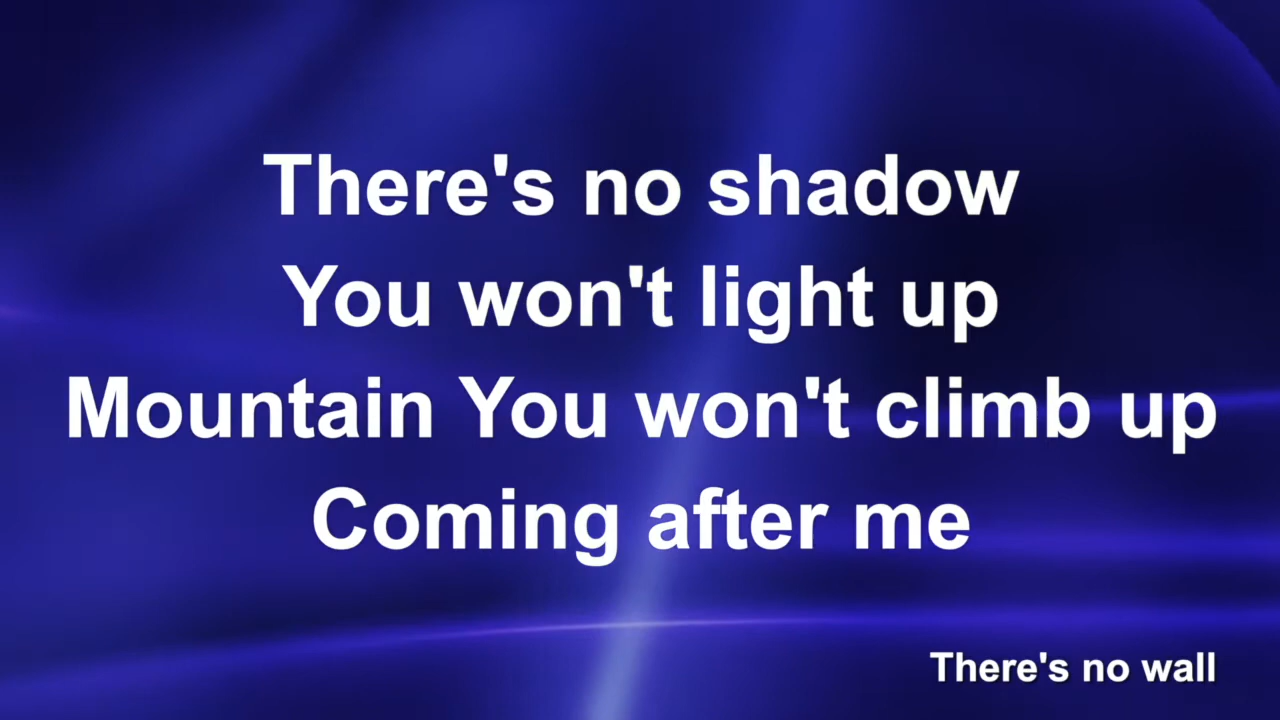 There's no shadow
You won't light up
Mountain You won't climb up
Coming after me
There's no wall